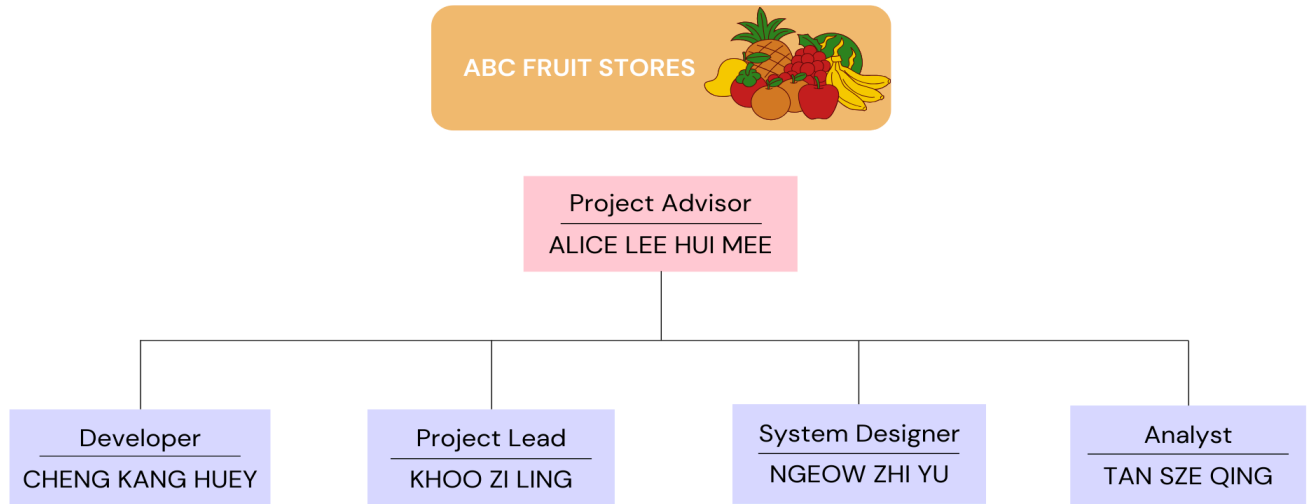 ABC FRUIT STORES
Project Advisor
ALICE LEE HUI MEE
Developer
CHENG KANG HUEY
Project Lead
KHOO ZI LING
System Designer
NGEOW ZHI YU
Analyst
TAN SZE QING